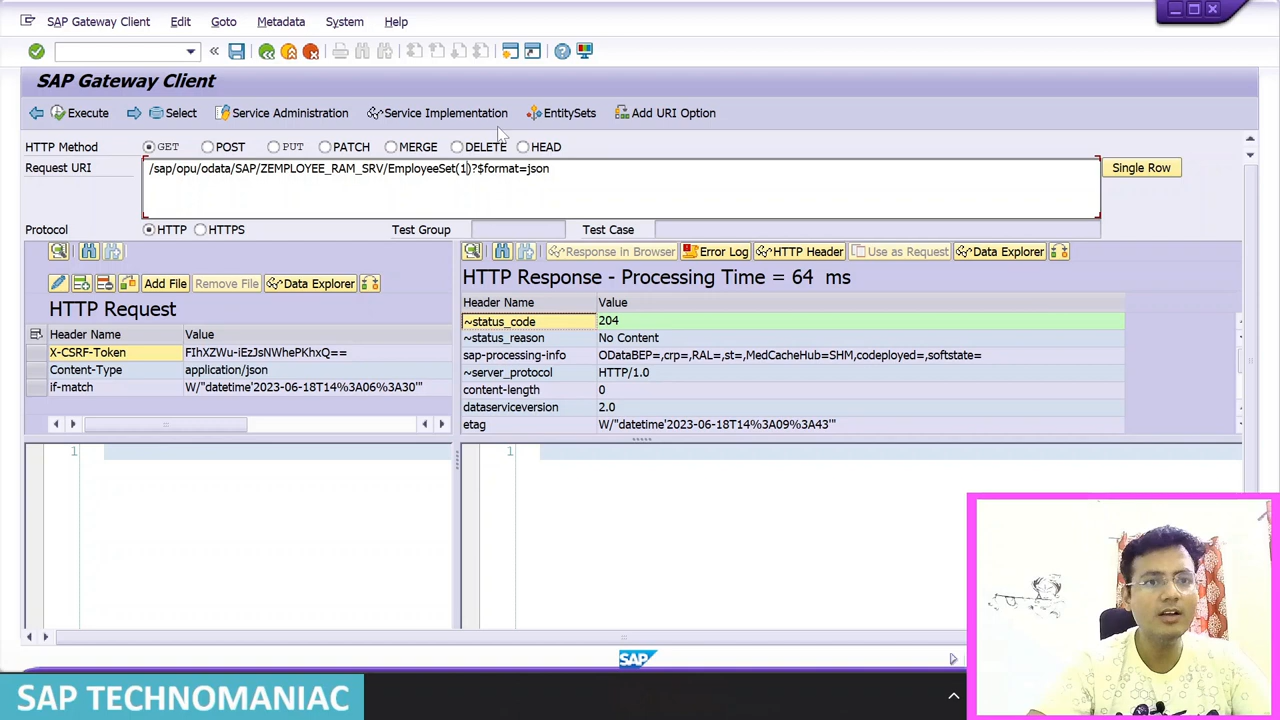 SAP Gateway Client Edit Goto Metadata System Help
SAP Gateway Client
Execute Select Service Administration Service Implementation EntitySets Add URI Option
HTTP Method GET POST PUT PATCH MERGE DELETE HEAD
Request URI /sap/opu/odata/SAP/ZEMPLOYEE_RAM_SRV/EmployeeSet(1)?$format=json Single Row
Protocol HTTP HTTPS Test Group Test Case
Response in Browser Error Log HTTP Header Use as Request Data Explorer
Add File Remove File Data Explorer
HTTP Response - Processing Time = 64 ms
HTTP Request
Header Name Value
~status_code 204
~status_reason No Content
sap-processing-info ODataBEP=,crp=,RAL=,st=,MedCacheHub=SHM,codeployed=,softstate=
~server_protocol HTTP/1.0
content-length 0
dataserviceversion 2.0
etag W/"datetime'2023-06-18T14%3A09%3A43'"
Header Name Value
X-CSRF-Token FIhXZWu-iEzJsNWhePKhxQ==
Content-Type application/json
if-match W/"datetime'2023-06-18T14%3A06%3A30'"
1
1
SAP
SAP TECHNOMANIAC